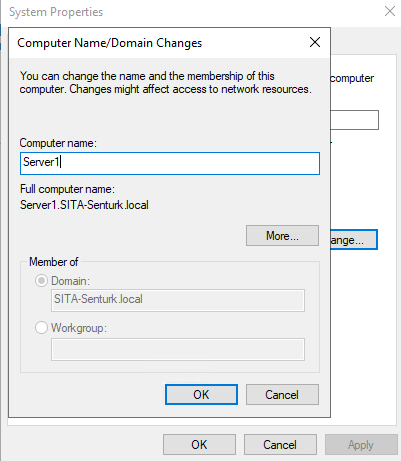 System Properties
Computer Name/Domain Changes
You can change the name and the membership of this
computer. Changes might affect access to network resources.
computer
Computer name:
Server1
Full computer name:
Server1.SITA-Senturk.local
More...
ange...
Member of
Domain:
SITA-Senturk.local
Workgroup:
OK
Cancel
OK
Cancel
Apply